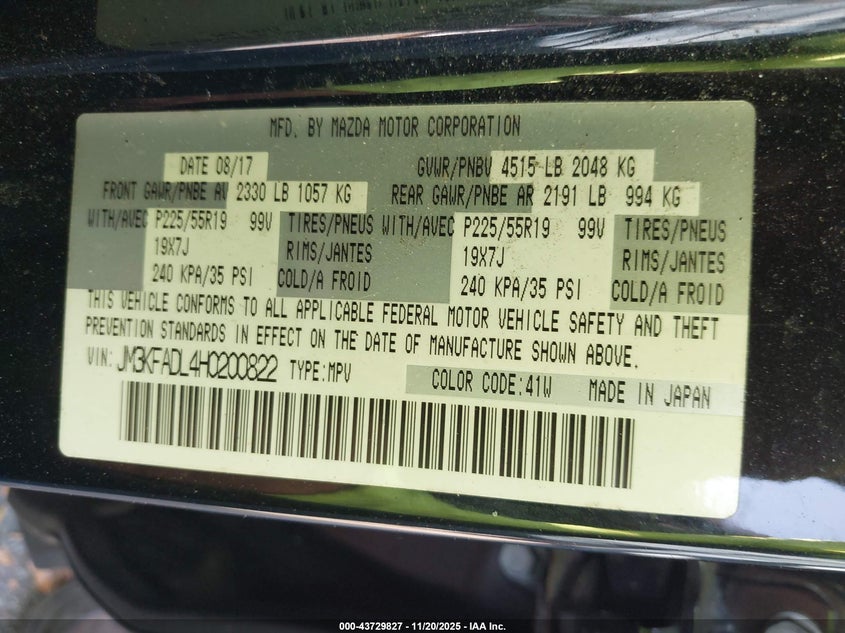 MFD. BY MAZDA MOTOR CORPORATION
DATE 08/17 GVWR/PNBV 4515 LB 2048 KG
FRONT GAWR/PNBE AV 2330 LB 1057 KG REAR GAWR/PNBE AR 2191 LB 994 KG
WITH/AVEC P225/55R19 99V TIRES/PNEUS WITH/AVEC P225/55R19 99V TIRES/PNEUS
19X7J RIMS/JANTES 19X7J RIMS/JANTES
240 KPA/35 PSI COLD/A FROID 240 KPA/35 PSI COLD/A FROID
THIS VEHICLE CONFORMS TO ALL APPLICABLE FEDERAL MOTOR VEHICLE SAFETY AND THEFT
PREVENTION STANDARDS IN EFFECT ON THE DATE OF MANUFACTURE SHOWN ABOVE.
VIN: JM3KFADL4H0200822 TYPE:MPV COLOR CODE:41W MADE IN JAPAN
000-43729827 - 11/20/2025 - IAA Inc.